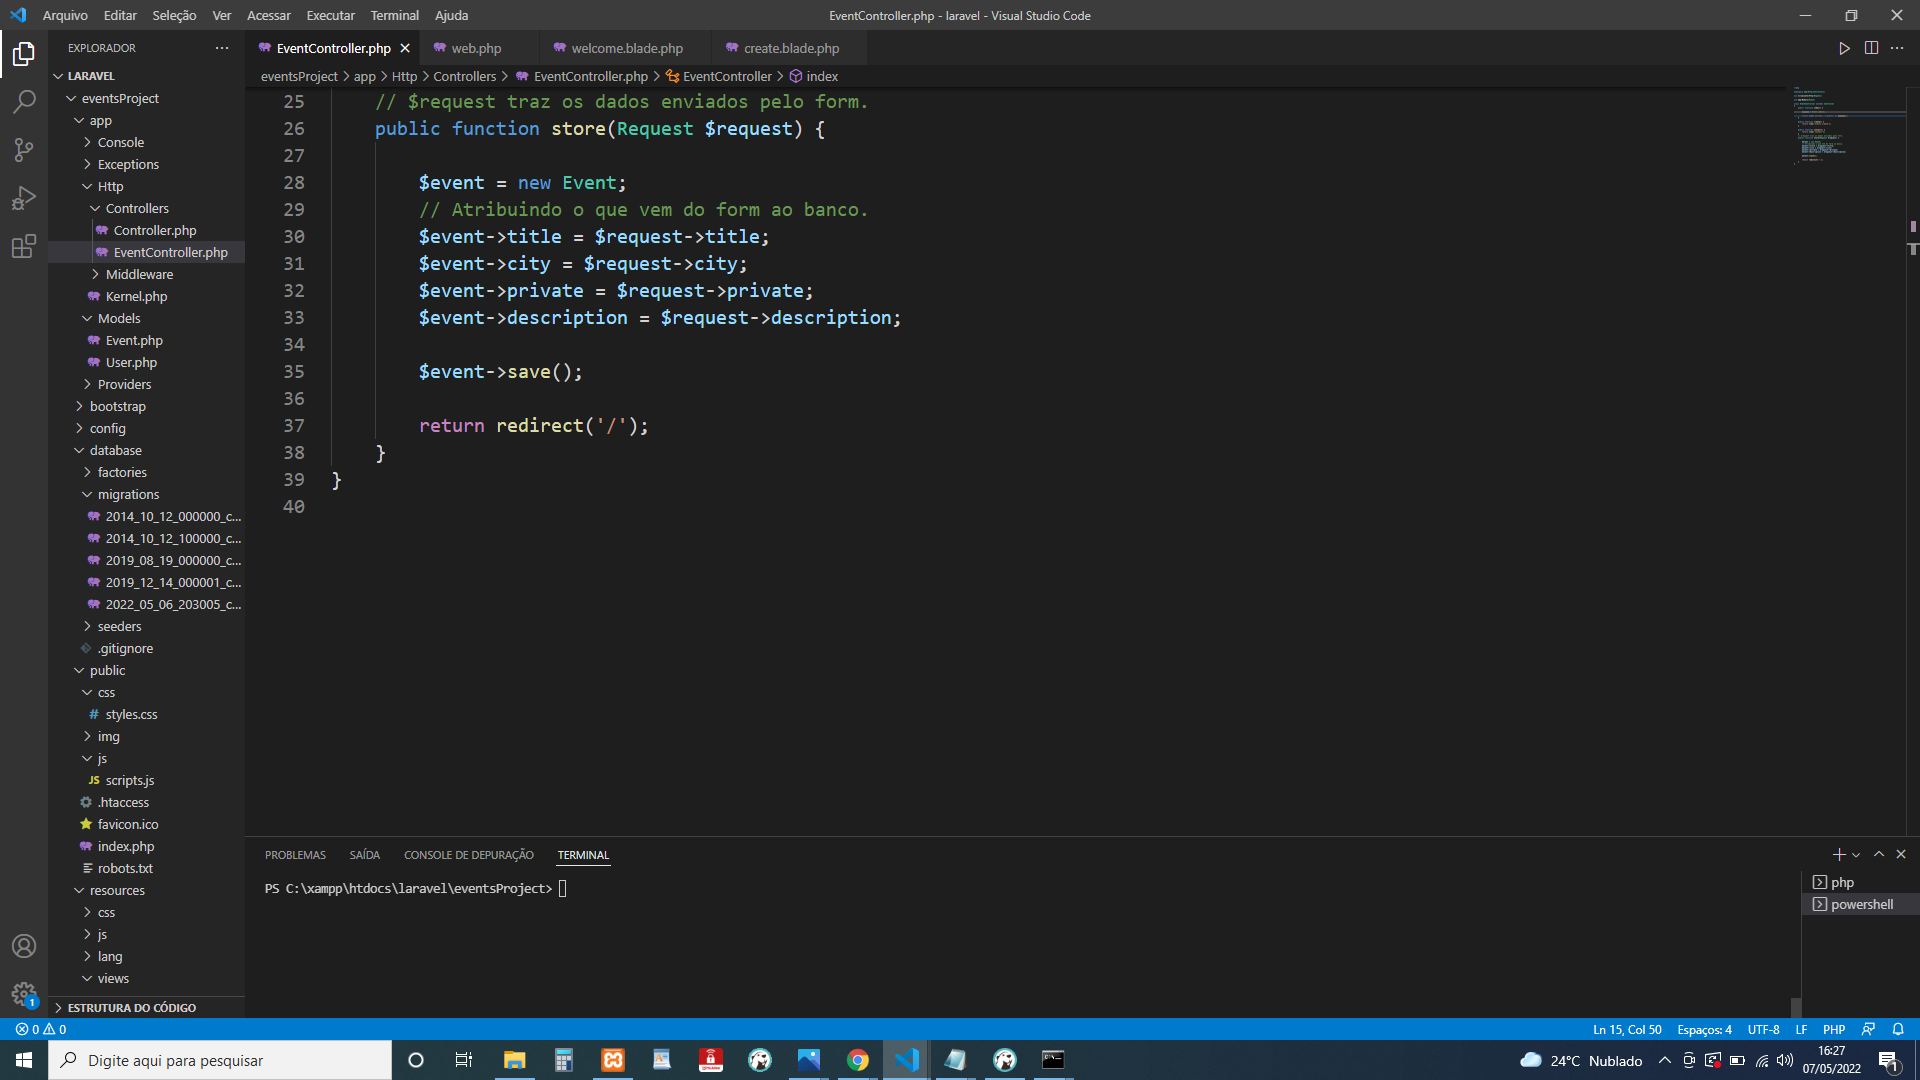 Arquivo Editar Seleção Ver Acessar Executar Terminal Ajuda
EventController.php - laravel - Visual Studio Code
EXPLORADOR
LARAVEL
eventsProject
app
Console
Exceptions
Http
Controllers
Controller.php
EventController.php
Middleware
Kernel.php
Models
Event.php
User.php
Providers
bootstrap
config
database
factories
migrations
2014_10_12_000000_c...
2014_10_12_100000_c...
2019_08_19_000000_c...
2019_12_14_000001_c...
2022_05_06_203005_c...
seeders
.gitignore
public
css
styles.css
img
js
JS scripts.js
.htaccess
favicon.ico
index.php
robots.txt
resources
css
js
lang
views
ESTRUTURA DO CÓDIGO
EventController.php web.php welcome.blade.php create.blade.php
eventsProject > app > Http > Controllers > EventController.php > EventController > index
25 // $request traz os dados enviados pelo form.
26 public function store(Request $request) {
27
28 $event = new Event;
29 // Atribuindo o que vem do form ao banco.
30 $event->title = $request->title;
31 $event->city = $request->city;
32 $event->private = $request->private;
33 $event->description = $request->description;
34
35 $event->save();
36
37 return redirect('/');
38 }
39 }
40
PROBLEMAS SAÍDA CONSOLE DE DEPURAÇÃO TERMINAL
PS C:\xampp\htdocs\laravel\eventsProject>
php
powershell
1
0 0
Ln 15, Col 50 Espaços: 4 UTF-8 LF PHP
Digite aqui para pesquisar
24°C Nublado
16:27
07/05/2022
1